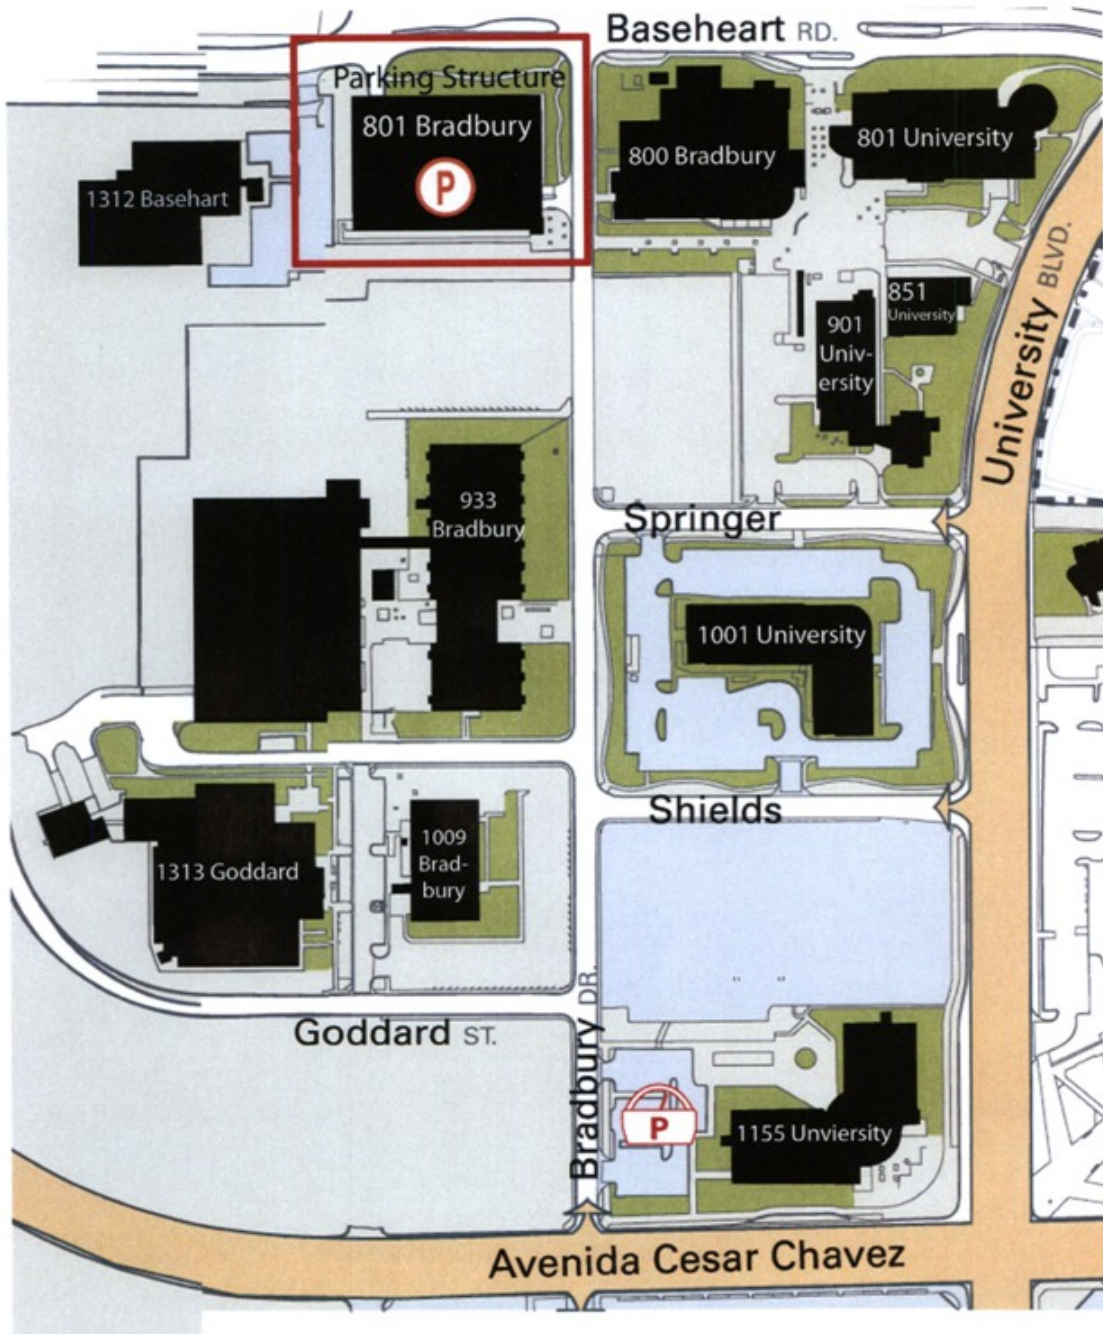 Baseheart RD.
Parking Structure
801 Bradbury
P
1312 Basehart
800 Bradbury
801 University
University BLVD.
851
University
901
Univ-
ersity
933
Bradbury
Springer
1001 University
Shields
1313 Goddard
1009
Brad-
bury
Goddard ST.
Bradbury DR.
P
1155 Unviersity
Avenida Cesar Chavez